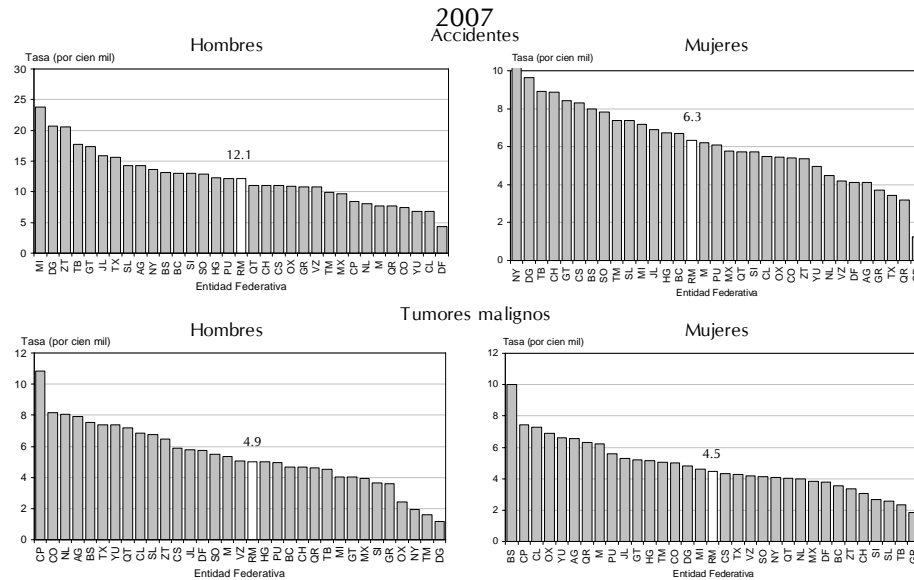 2007
Accidentes
Hombres
Tasa (por cien mil)
30
25
20
15
10
5
0
12.1
MI DG ZT TB GT JL TX SL AG NY BS BC SI SO HG PU RM QT CH CS OX GR VZ TM MX CP NL M QR CO YU CL DF
Entidad Federativa
Mujeres
Tasa (por cien mil)
10
8
6
4
2
0
6.3
NY DG TB CH GT CS BS SO TM SL MI JL HG BC RM M PU MX QT SI CL OX CO ZT YU NL VZ DF AG GR TX QR
Entidad Federativa
Tumores malignos
Hombres
Tasa (por cien mil)
12
10
8
6
4
2
0
4.9
CP CO NL AG BS TX YU QT CL SL ZT CS JL DF SO M VZ RM HG PU BC CH QR TB MI GT MX SI GR OX NY TM DG
Entidad Federativa
Mujeres
Tasa (por cien mil)
12
10
8
6
4
2
0
4.5
BS CP CL OX YU AG QR M PU JL GT HG TM CO DG MI RM CS TX VZ SO NY QT NL MX DF BC ZT CH SI SL TB GR
Entidad Federativa